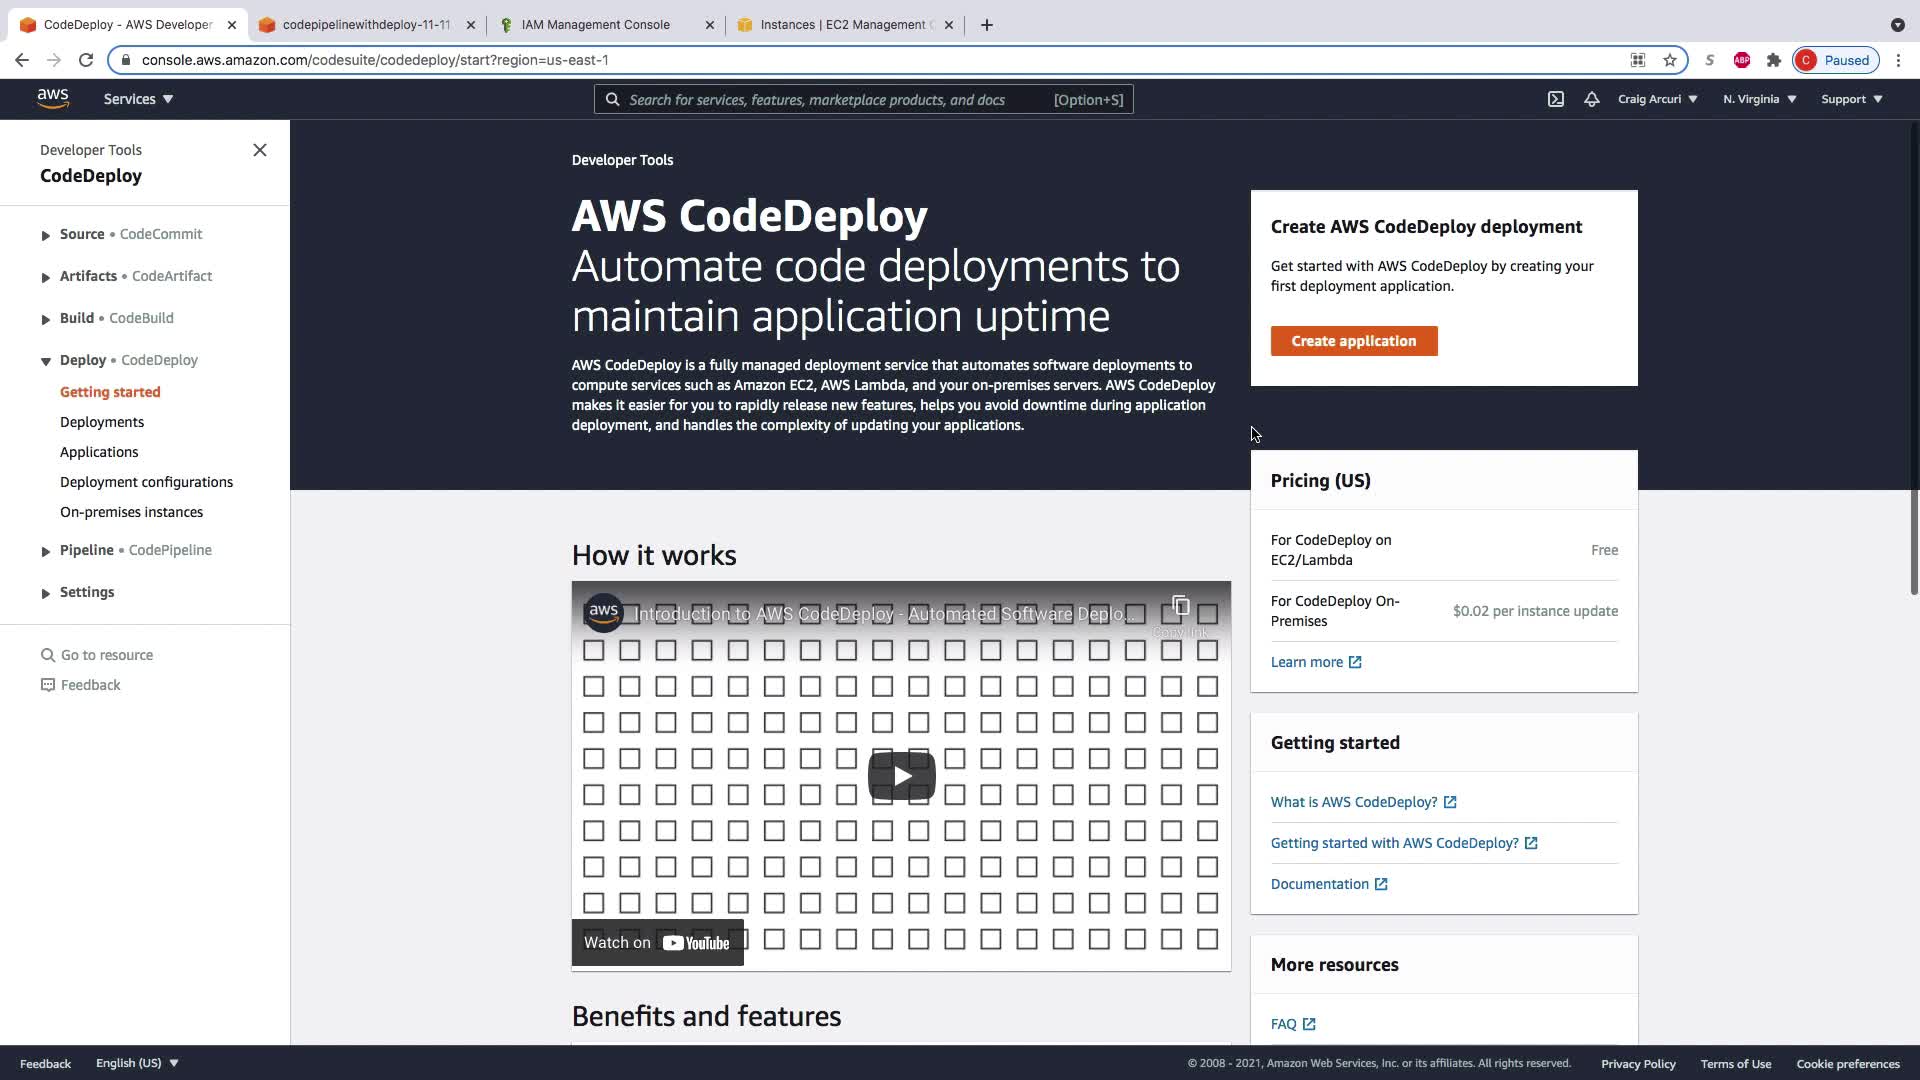 CodeDeploy - AWS Developer
codepipelinewithdeploy-11-11
IAM Management Console
Instances | EC2 Management C
console.aws.amazon.com/codesuite/codedeploy/start?region=us-east-1
S
ABP
C
Paused
aws
Services
Search for services, features, marketplace products, and docs
[Option+S]
Craig Arcuri
N. Virginia
Support
Developer Tools
CodeDeploy
Source • CodeCommit
Artifacts • CodeArtifact
Build • CodeBuild
Deploy • CodeDeploy
Getting started
Deployments
Applications
Deployment configurations
On-premises instances
Pipeline • CodePipeline
Settings
Go to resource
Feedback
Developer Tools
AWS CodeDeploy
Automate code deployments to
maintain application uptime
AWS CodeDeploy is a fully managed deployment service that automates software deployments to
compute services such as Amazon EC2, AWS Lambda, and your on-premises servers. AWS CodeDeploy
makes it easier for you to rapidly release new features, helps you avoid downtime during application
deployment, and handles the complexity of updating your applications.
Create AWS CodeDeploy deployment
Get started with AWS CodeDeploy by creating your
first deployment application.
Create application
How it works
aws
Introduction to AWS CodeDeploy - Automated Software Deplo...
Copy link
Watch on YouTube
Benefits and features
Pricing (US)
For CodeDeploy on
EC2/Lambda
Free
For CodeDeploy On-
Premises
$0.02 per instance update
Learn more
Getting started
What is AWS CodeDeploy?
Getting started with AWS CodeDeploy?
Documentation
More resources
FAQ
Feedback
English (US)
© 2008 - 2021, Amazon Web Services, Inc. or its affiliates. All rights reserved.
Privacy Policy
Terms of Use
Cookie preferences